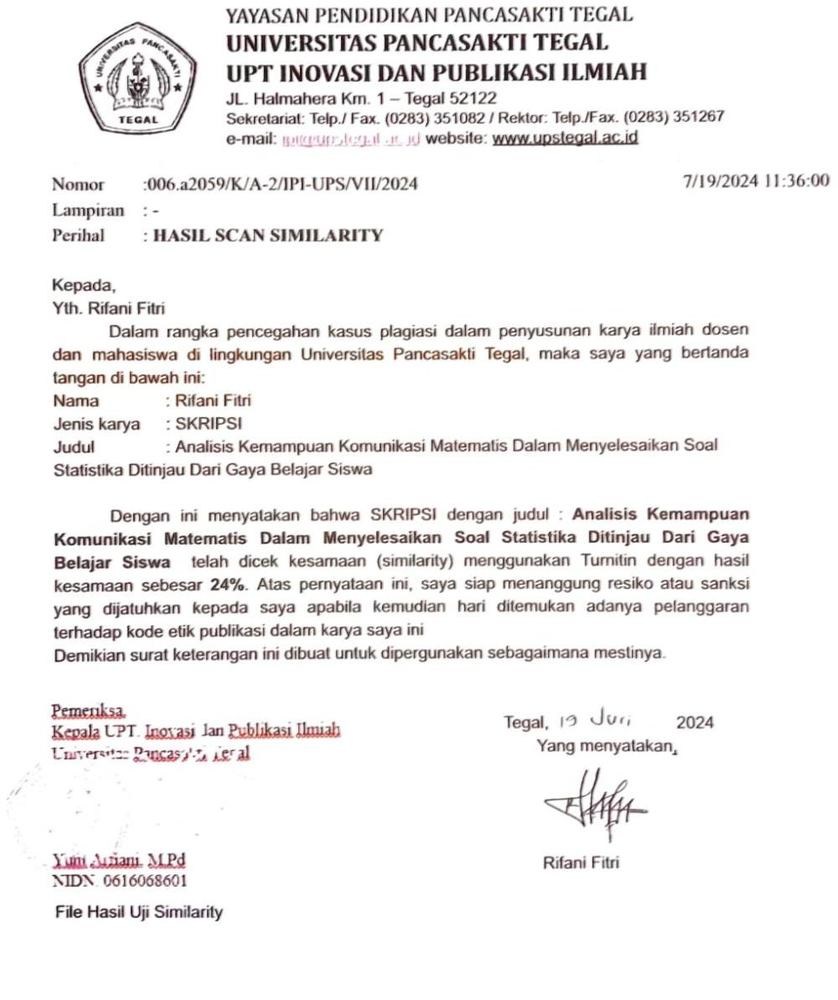 YAYASAN PENDIDIKAN PANCASAKTI TEGAL
UNIVERSITAS PANCASAKTI TEGAL
UPT INOVASI DAN PUBLIKASI ILMIAH
JL. Halmahera Km. 1 – Tegal 52122
Sekretariat: Telp./ Fax. (0283) 351082 / Rektor: Telp./Fax. (0283) 351267
e-mail: ipi@upstegal.ac.id website: www.upstegal.ac.id
UNIVERSITAS PANCASAKTI
TEGAL
Nomor :006.a2059/K/A-2/IPI-UPS/VII/2024 7/19/2024 11:36:00
Lampiran : -
Perihal : HASIL SCAN SIMILARITY
Kepada,
Yth. Rifani Fitri
Dalam rangka pencegahan kasus plagiasi dalam penyusunan karya ilmiah dosen
dan mahasiswa di lingkungan Universitas Pancasakti Tegal, maka saya yang bertanda
tangan di bawah ini:
Nama : Rifani Fitri
Jenis karya : SKRIPSI
Judul : Analisis Kemampuan Komunikasi Matematis Dalam Menyelesaikan Soal
Statistika Ditinjau Dari Gaya Belajar Siswa
Dengan ini menyatakan bahwa SKRIPSI dengan judul : Analisis Kemampuan
Komunikasi Matematis Dalam Menyelesaikan Soal Statistika Ditinjau Dari Gaya
Belajar Siswa telah dicek kesamaan (similarity) menggunakan Turnitin dengan hasil
kesamaan sebesar 24%. Atas pernyataan ini, saya siap menanggung resiko atau sanksi
yang dijatuhkan kepada saya apabila kemudian hari ditemukan adanya pelanggaran
terhadap kode etik publikasi dalam karya saya ini
Demikian surat keterangan ini dibuat untuk dipergunakan sebagaimana mestinya.
Pemeriksa,
Kepala UPT. Inovasi dan Publikasi Ilmiah
Universitas Pancasakti Tegal
M.Pd
NIDN. 0616068601
File Hasil Uji Similarity
Tegal, 19 Juli 2024
Yang menyatakan,
Rifani Fitri